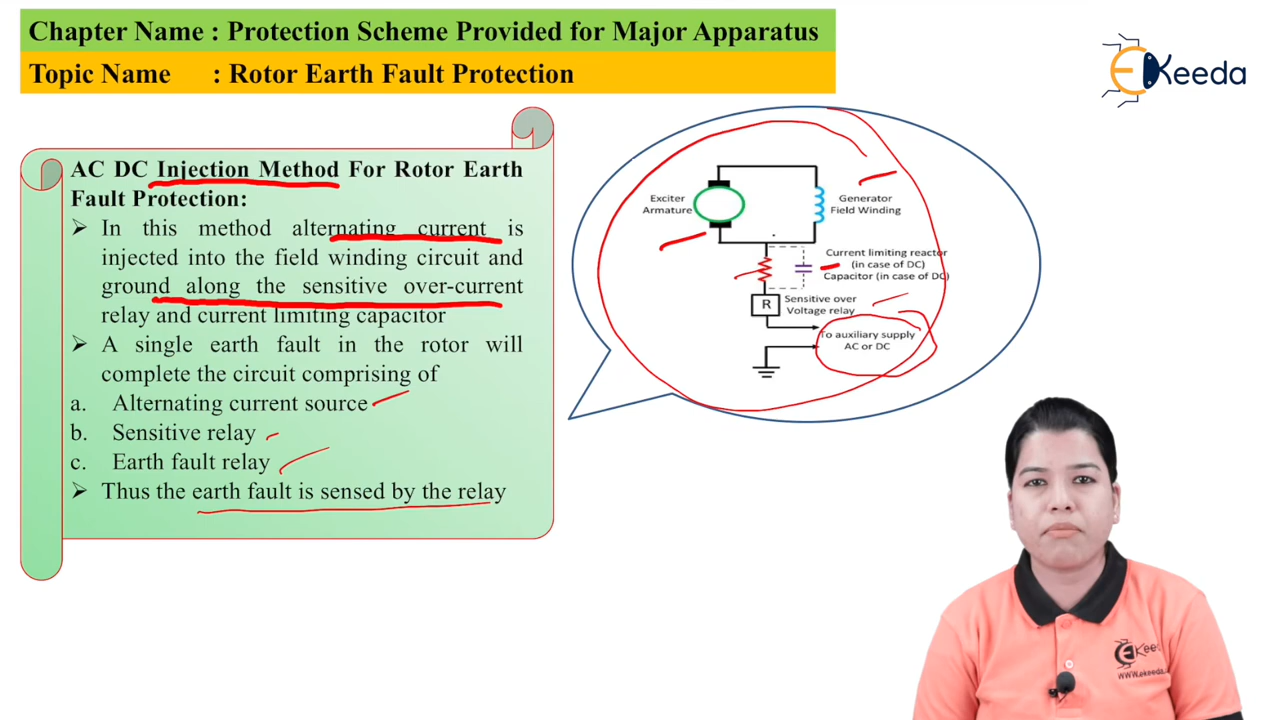 Chapter Name : Protection Scheme Provided for Major Apparatus
Topic Name : Rotor Earth Fault Protection
EKeeda
AC DC Injection Method For Rotor Earth
Fault Protection:
In this method alternating current is
injected into the field winding circuit and
ground along the sensitive over-current
relay and current limiting capacitor
A single earth fault in the rotor will
complete the circuit comprising of
a. Alternating current source
b. Sensitive relay
c. Earth fault relay
Thus the earth fault is sensed by the relay
Exciter
Armature
Generator
Field Winding
Current limiting reactor
(in case of DC)
Capacitor (in case of DC)
R
Sensitive over
Voltage relay
To auxiliary supply
AC or DC